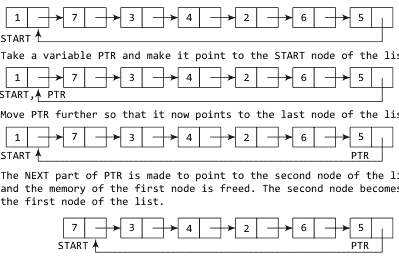 1 7 3 4 2 6 5
START
Take a variable PTR and make it point to the START node of the
1 7 3 4 2 6 5
START, PTR
Move PTR further so that it now points to the last node of the
1 7 3 4 2 6 5
START PTR
The NEXT part of PTR is made to point to the second node of the
and the memory of the first node is freed. The second node becomes
the first node of the list.
7 3 4 2 6 5
START PTR